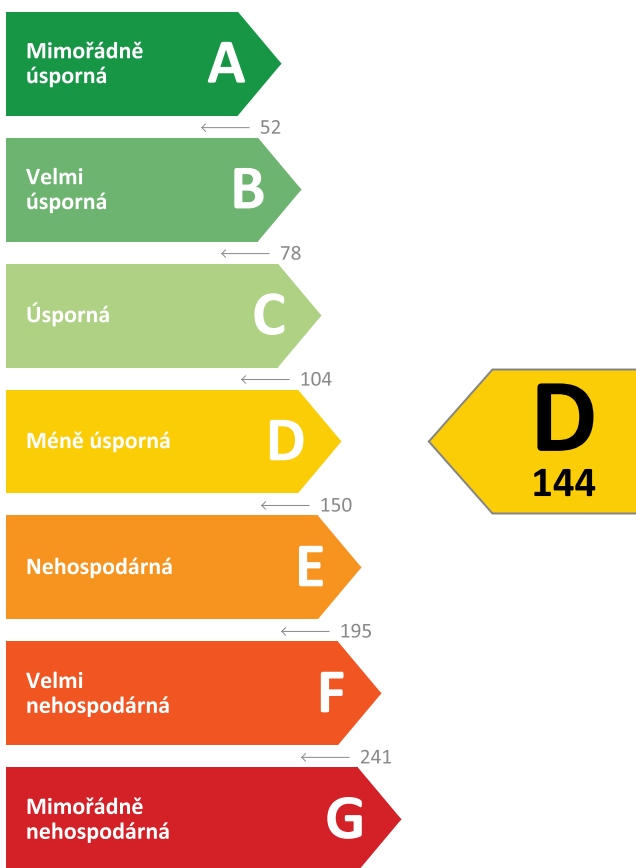 Mimořádně
úsporná
A
52
Velmi
úsporná
B
78
Úsporná
C
104
Méně úsporná
D
D
144
150
Nehospodárná
E
195
Velmi
nehospodárná
F
241
Mimořádně
nehospodárná
G